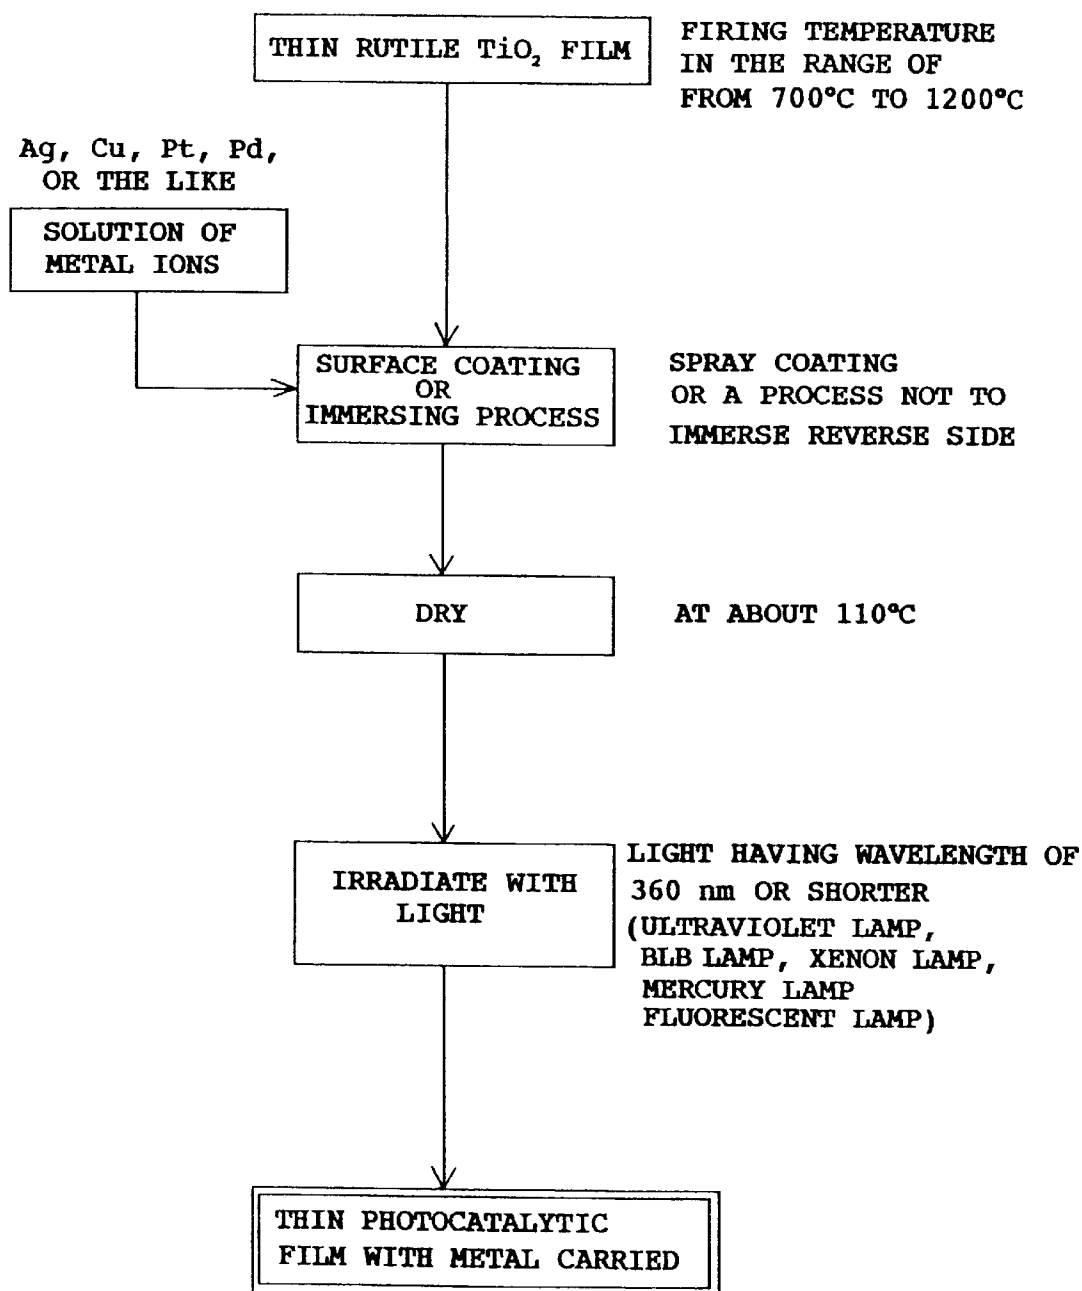 THIN RUTILE TiO₂ FILM
FIRING TEMPERATURE
IN THE RANGE OF
FROM 700°C TO 1200°C
Ag, Cu, Pt, Pd,
OR THE LIKE
SOLUTION OF
METAL IONS
SURFACE COATING
OR
IMMERSING PROCESS
SPRAY COATING
OR A PROCESS NOT TO
IMMERSE REVERSE SIDE
DRY
AT ABOUT 110°C
IRRADIATE WITH
LIGHT
LIGHT HAVING WAVELENGTH OF
360 nm OR SHORTER
(ULTRAVIOLET LAMP,
BLB LAMP, XENON LAMP,
MERCURY LAMP
FLUORESCENT LAMP)
THIN PHOTOCATALYTIC
FILM WITH METAL CARRIED